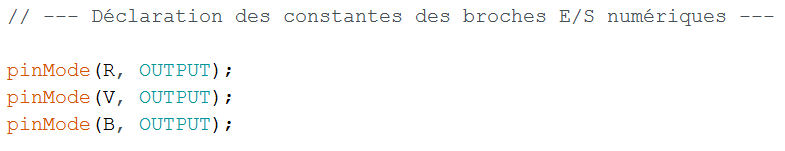 // --- Déclaration des constantes des broches E/S numériques ---
pinMode(R, OUTPUT);
pinMode(V, OUTPUT);
pinMode(B, OUTPUT);